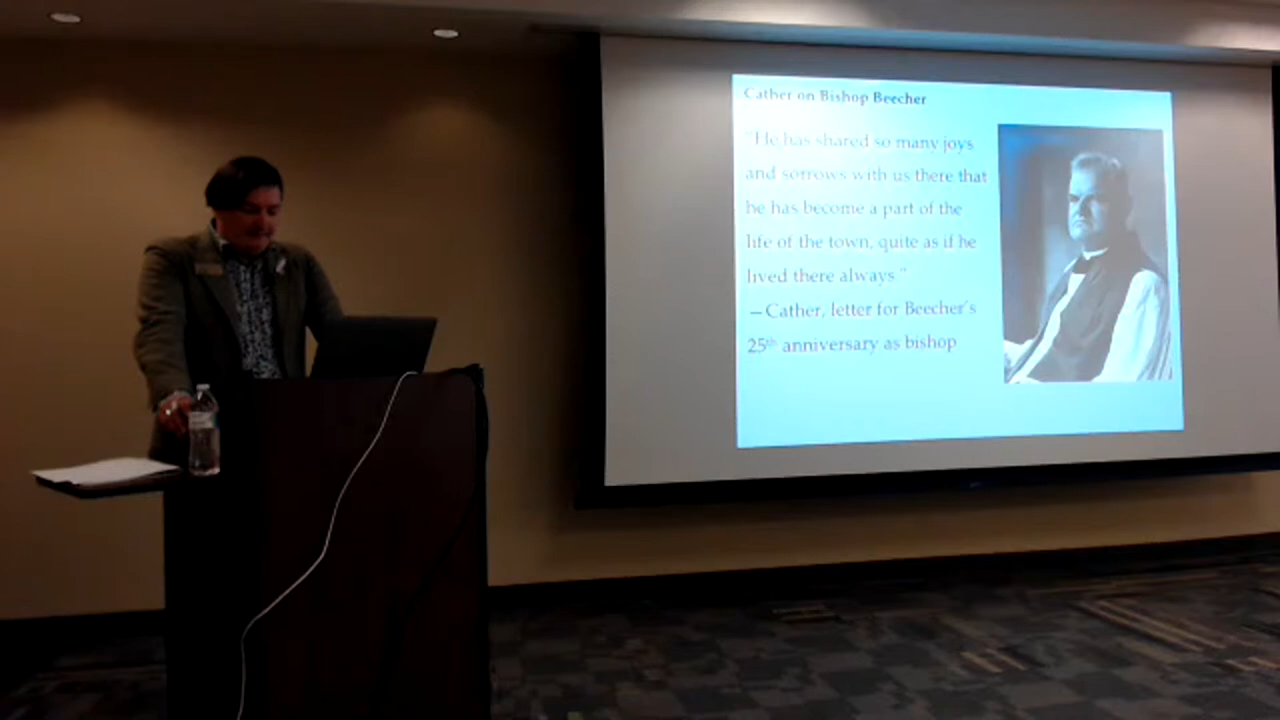 Cather on Bishop Beecher
"He has shared so many joys
and sorrows with us there that
he has become a part of the
life of the town, quite as if he
lived there always."
—Cather, letter for Beecher's
25th anniversary as bishop